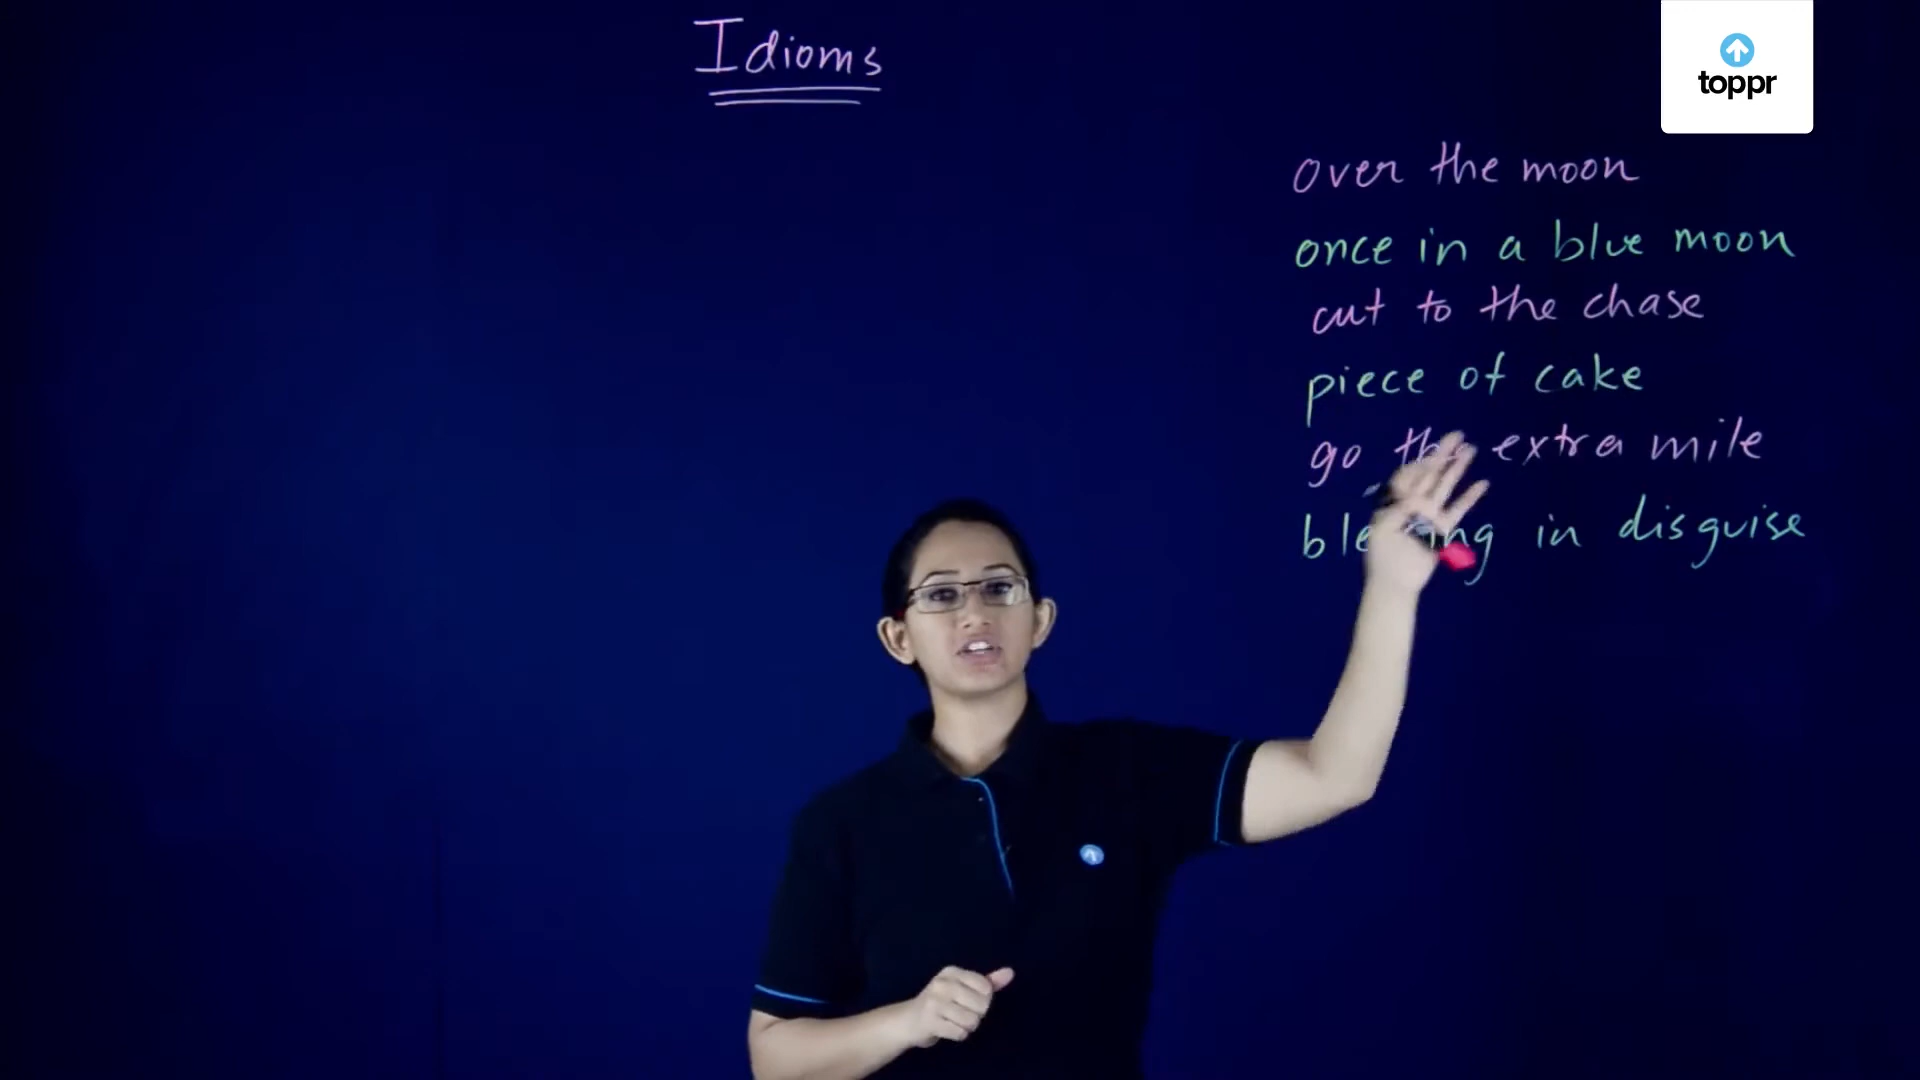 Idioms
toppr
over the moon
once in a blue moon
cut to the chase
piece of cake
go the extra mile
in disguise